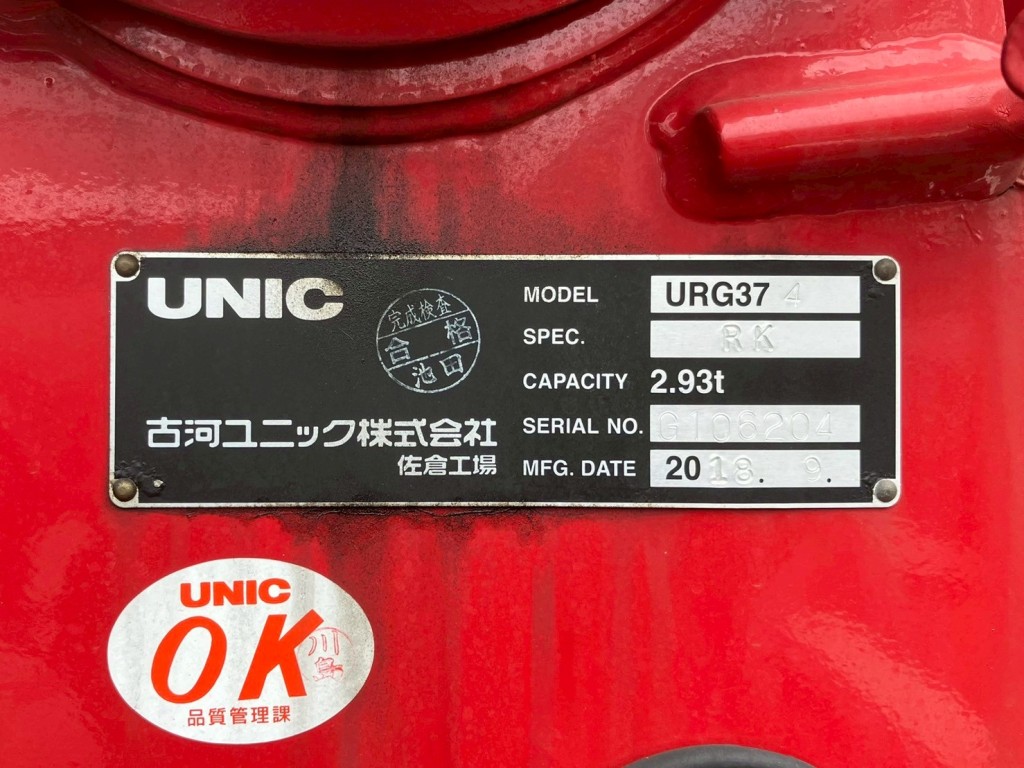 UNIC
完成検査
合格
池田
古河ユニック株式会社
佐倉工場
MODEL URG374
SPEC. RK
CAPACITY 2.93t
SERIAL NO. G106204
MFG. DATE 2018. 9.
UNIC
OK
川島
品質管理課